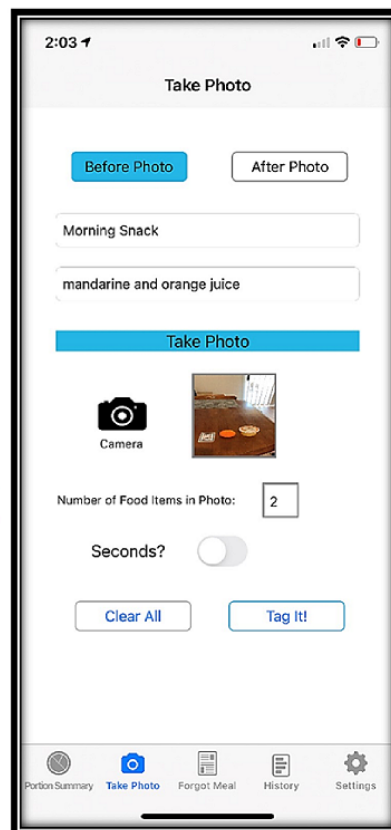 2:03
Take Photo
Before Photo
After Photo
Morning Snack
mandarine and orange juice
Take Photo
Camera
Number of Food Items in Photo:
2
Seconds?
Clear All
Tag It!
Portion Summary
Take Photo
Forgot Meal
History
Settings